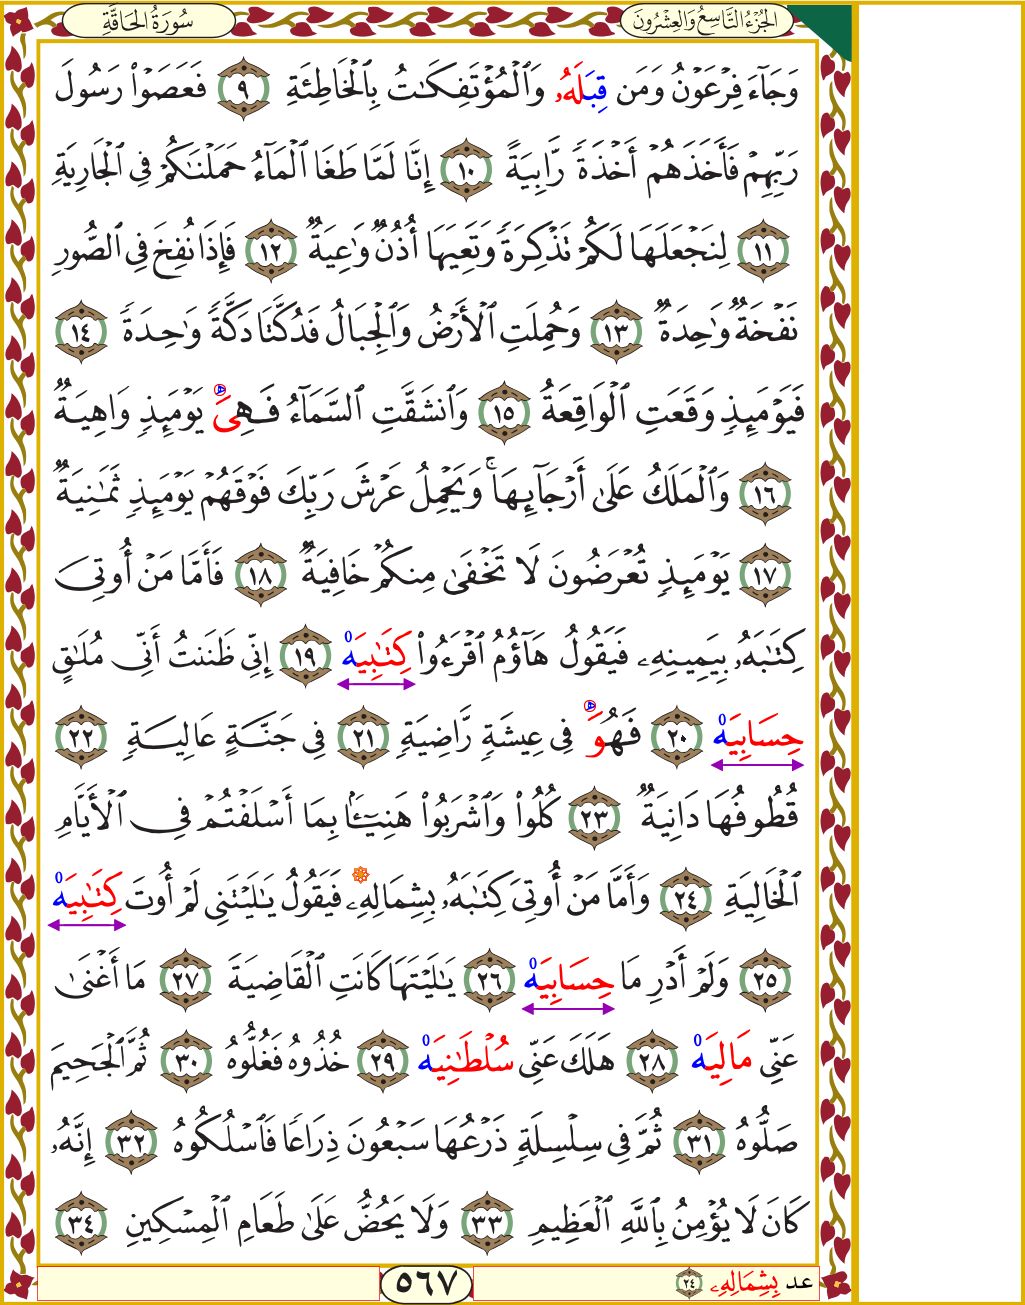 سُورَةُ الحَاقَّةِ
الجُزْءُ التَّاسِعُ وَالعِشْرُونَ
وَجَآءَ فِرْعَوْنُ وَمَن قِبَلَهُۥ وَٱلْمُؤْتَفِكَٰتُ بِٱلْخَاطِئَةِ ٩ فَعَصَوْا۟ رَسُولَ
رَبِّهِمْ فَأَخَذَهُمْ أَخْذَةً رَّابِيَةً ١٠ إِنَّا لَمَّا طَغَا ٱلْمَآءُ حَمَلْنَٰكُمْ فِى ٱلْجَارِيَةِ
١١ لِنَجْعَلَهَا لَكُمْ تَذْكِرَةً وَتَعِيَهَا أُذُنٌ وَٰعِيَةٌ ١٢ فَإِذَا نُفِخَ فِى ٱلصُّورِ
نَفْخَةٌ وَٰحِدَةٌ ١٣ وَحُمِلَتِ ٱلْأَرْضُ وَٱلْجِبَالُ فَدُكَّتَا دَكَّةً وَٰحِدَةً ١٤
فَيَوْمَئِذٍ وَقَعَتِ ٱلْوَاقِعَةُ ١٥ وَٱنشَقَّتِ ٱلسَّمَآءُ فَهِىَ يَوْمَئِذٍ وَاهِيَةٌ
١٦ وَٱلْمَلَكُ عَلَىٰ أَرْجَآئِهَا ۚ وَيَحْمِلُ عَرْشَ رَبِّكَ فَوْقَهُمْ يَوْمَئِذٍ ثَمَٰنِيَةٌ
١٧ يَوْمَئِذٍ تُعْرَضُونَ لَا تَخْفَىٰ مِنكُمْ خَافِيَةٌ ١٨ فَأَمَّا مَنْ أُوتِىَ
كِتَٰبَهُۥ بِيَمِينِهِۦ فَيَقُولُ هَآؤُمُ ٱقْرَءُوا۟ كِتَٰبِيَهْ ١٩ إِنِّى ظَنَنتُ أَنِّى مُلَٰقٍ
حِسَابِيَهْ ٢٠ فَهُوَ فِى عِيشَةٍ رَّاضِيَةٍ ٢١ فِى جَنَّةٍ عَالِيَةٍ ٢٢
قُطُوفُهَا دَانِيَةٌ ٢٣ كُلُوا۟ وَٱشْرَبُوا۟ هَنِيٓـًٔا بِمَا أَسْلَفْتُمْ فِى ٱلْأَيَّامِ
ٱلْخَالِيَةِ ٢٤ وَأَمَّا مَنْ أُوتِىَ كِتَٰبَهُۥ بِشِمَالِهِۦ فَيَقُولُ يَٰلَيْتَنِى لَمْ أُوتَ كِتَٰبِيَهْ
٢٥ وَلَمْ أَدْرِ مَا حِسَابِيَهْ ٢٦ يَٰلَيْتَهَا كَانَتِ ٱلْقَاضِيَةَ ٢٧ مَا أَغْنَىٰ
عَنِّى مَالِيَهْ ٢٨ هَلَكَ عَنِّى سُلْطَٰنِيَهْ ٢٩ خُذُوهُ فَغُلُّوهُ ٣٠ ثُمَّ ٱلْجَحِيمَ
صَلُّوهُ ٣١ ثُمَّ فِى سِلْسِلَةٍ ذَرْعُهَا سَبْعُونَ ذِرَاعًا فَٱسْلُكُوهُ ٣٢ إِنَّهُۥ
كَانَ لَا يُؤْمِنُ بِٱللَّهِ ٱلْعَظِيمِ ٣٣ وَلَا يَحُضُّ عَلَىٰ طَعَامِ ٱلْمِسْكِينِ ٣٤
٥٦٧
عد بِشِمَالِهِۦ ٢٤